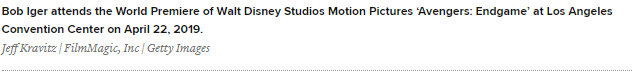 Bob Iger attends the World Premiere of Walt Disney Studios Motion Pictures ‘Avengers: Endgame’ at Los Angeles
Convention Center on April 22, 2019.
Jeff Kravitz | FilmMagic, Inc | Getty Images